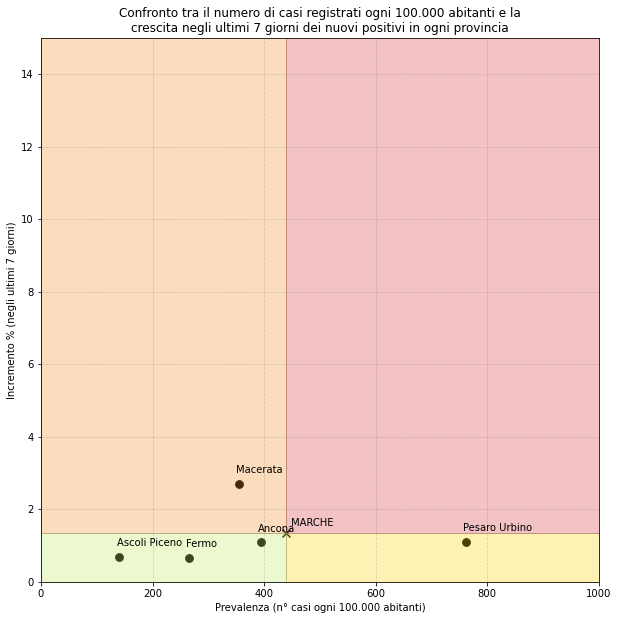 Confronto tra il numero di casi registrati ogni 100.000 abitanti e la
crescita negli ultimi 7 giorni dei nuovi positivi in ogni provincia
Incremento % (negli ultimi 7 giorni)
14
12
10
8
6
4
2
0
Macerata
MARCHE
Ancona
Pesaro Urbino
Ascoli Piceno
Fermo
0
200
400
600
800
1000
Prevalenza (n° casi ogni 100.000 abitanti)